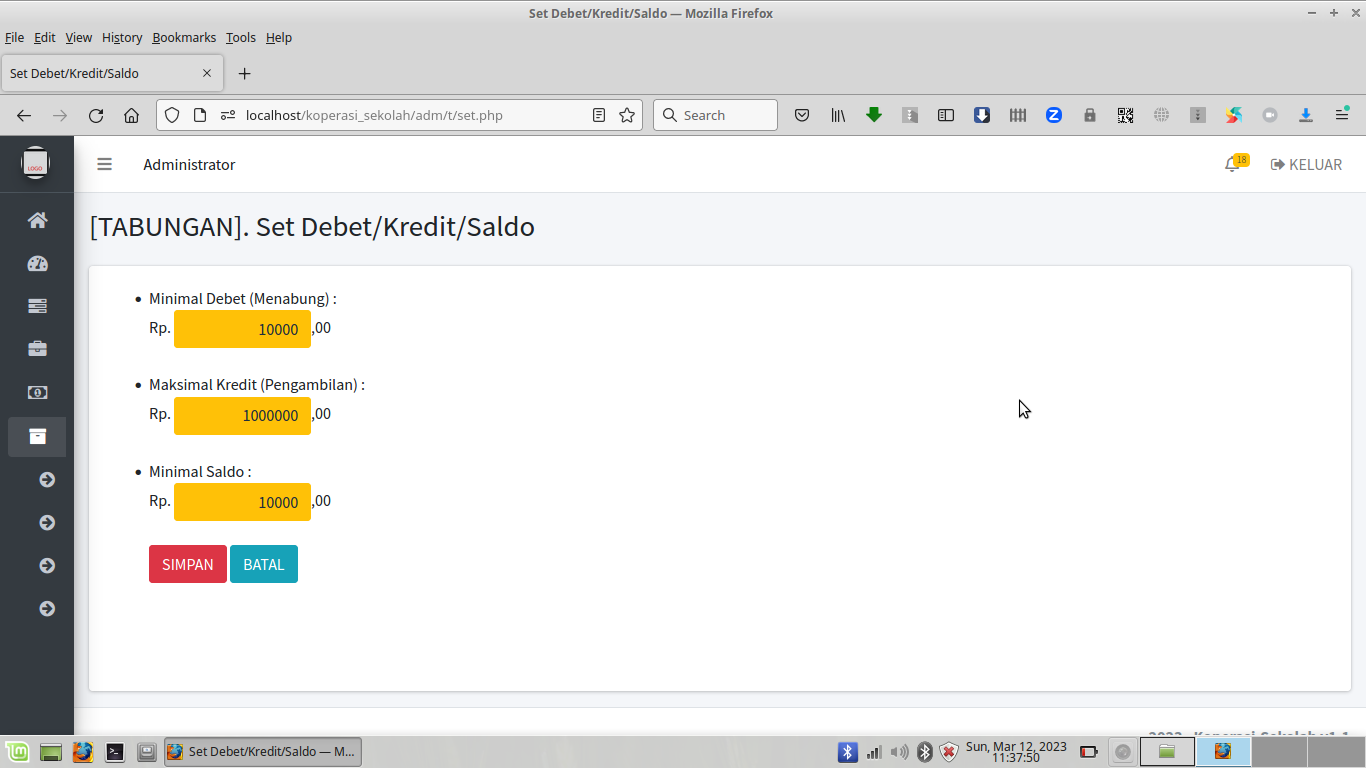 Set Debet/Kredit/Saldo — Mozilla Firefox
File Edit View History Bookmarks Tools Help
Set Debet/Kredit/Saldo
localhost/koperasi_sekolah/adm/t/set.php
Search
LOGO
Administrator
18
KELUAR
[TABUNGAN]. Set Debet/Kredit/Saldo
• Minimal Debet (Menabung) :
Rp. 10000 ,00
• Maksimal Kredit (Pengambilan) :
Rp. 1000000 ,00
• Minimal Saldo :
Rp. 10000 ,00
SIMPAN BATAL
Set Debet/Kredit/Saldo — M...
Sun, Mar 12, 2023
11:37:50